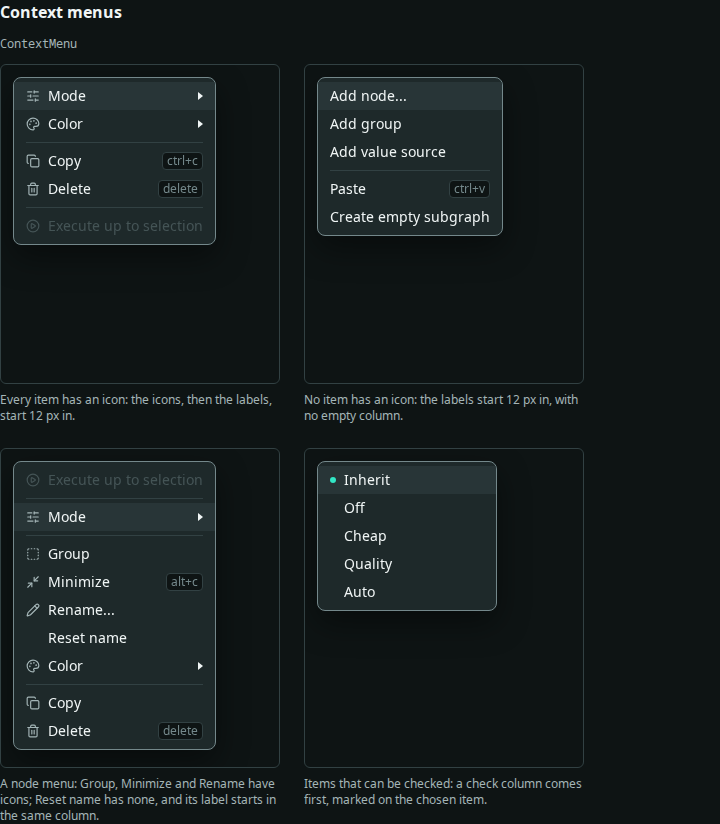 Context menus
ContextMenu
Mode
Color
Copy ctrl+c
Delete delete
Execute up to selection
Every item has an icon: the icons, then the labels,
start 12 px in.
Add node...
Add group
Add value source
Paste ctrl+v
Create empty subgraph
No item has an icon: the labels start 12 px in, with
no empty column.
Execute up to selection
Mode
Group
Minimize alt+c
Rename...
Reset name
Color
Copy
Delete delete
A node menu: Group, Minimize and Rename have
icons; Reset name has none, and its label starts in
the same column.
Inherit
Off
Cheap
Quality
Auto
Items that can be checked: a check column comes
first, marked on the chosen item.